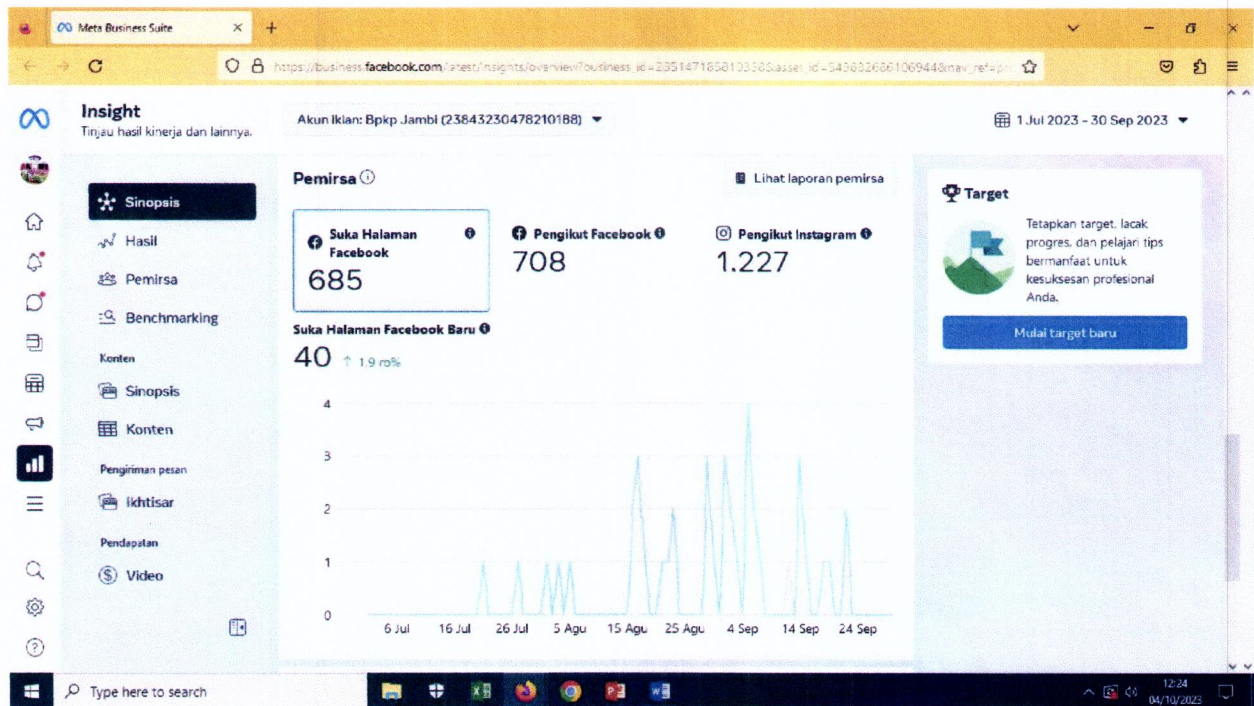 Meta Business Suite
Insight
Tinjau hasil kinerja dan lainnya.
Akun Iklan: Bpkp Jambi (23843230478210188)
1 Jul 2023 - 30 Sep 2023
Sinopsis
Hasil
Pemirsa
Benchmarking
Konten
Sinopsis
Konten
Pengiriman pesan
Ikhtisar
Pendapatan
Video
Pemirsa
Lihat laporan pemirsa
Suka Halaman
Facebook
685
Pengikut Facebook
708
Pengikut Instagram
1.227
Suka Halaman Facebook Baru
40 ↑ 1.9 rb%
4
3
2
1
0
6 Jul 16 Jul 26 Jul 5 Agu 15 Agu 25 Agu 4 Sep 14 Sep 24 Sep
Target
Tetapkan target, lacak
progres, dan pelajari tips
bermanfaat untuk
kesuksesan profesional
Anda.
Mulai target baru
Type here to search
12:24
04/10/2023